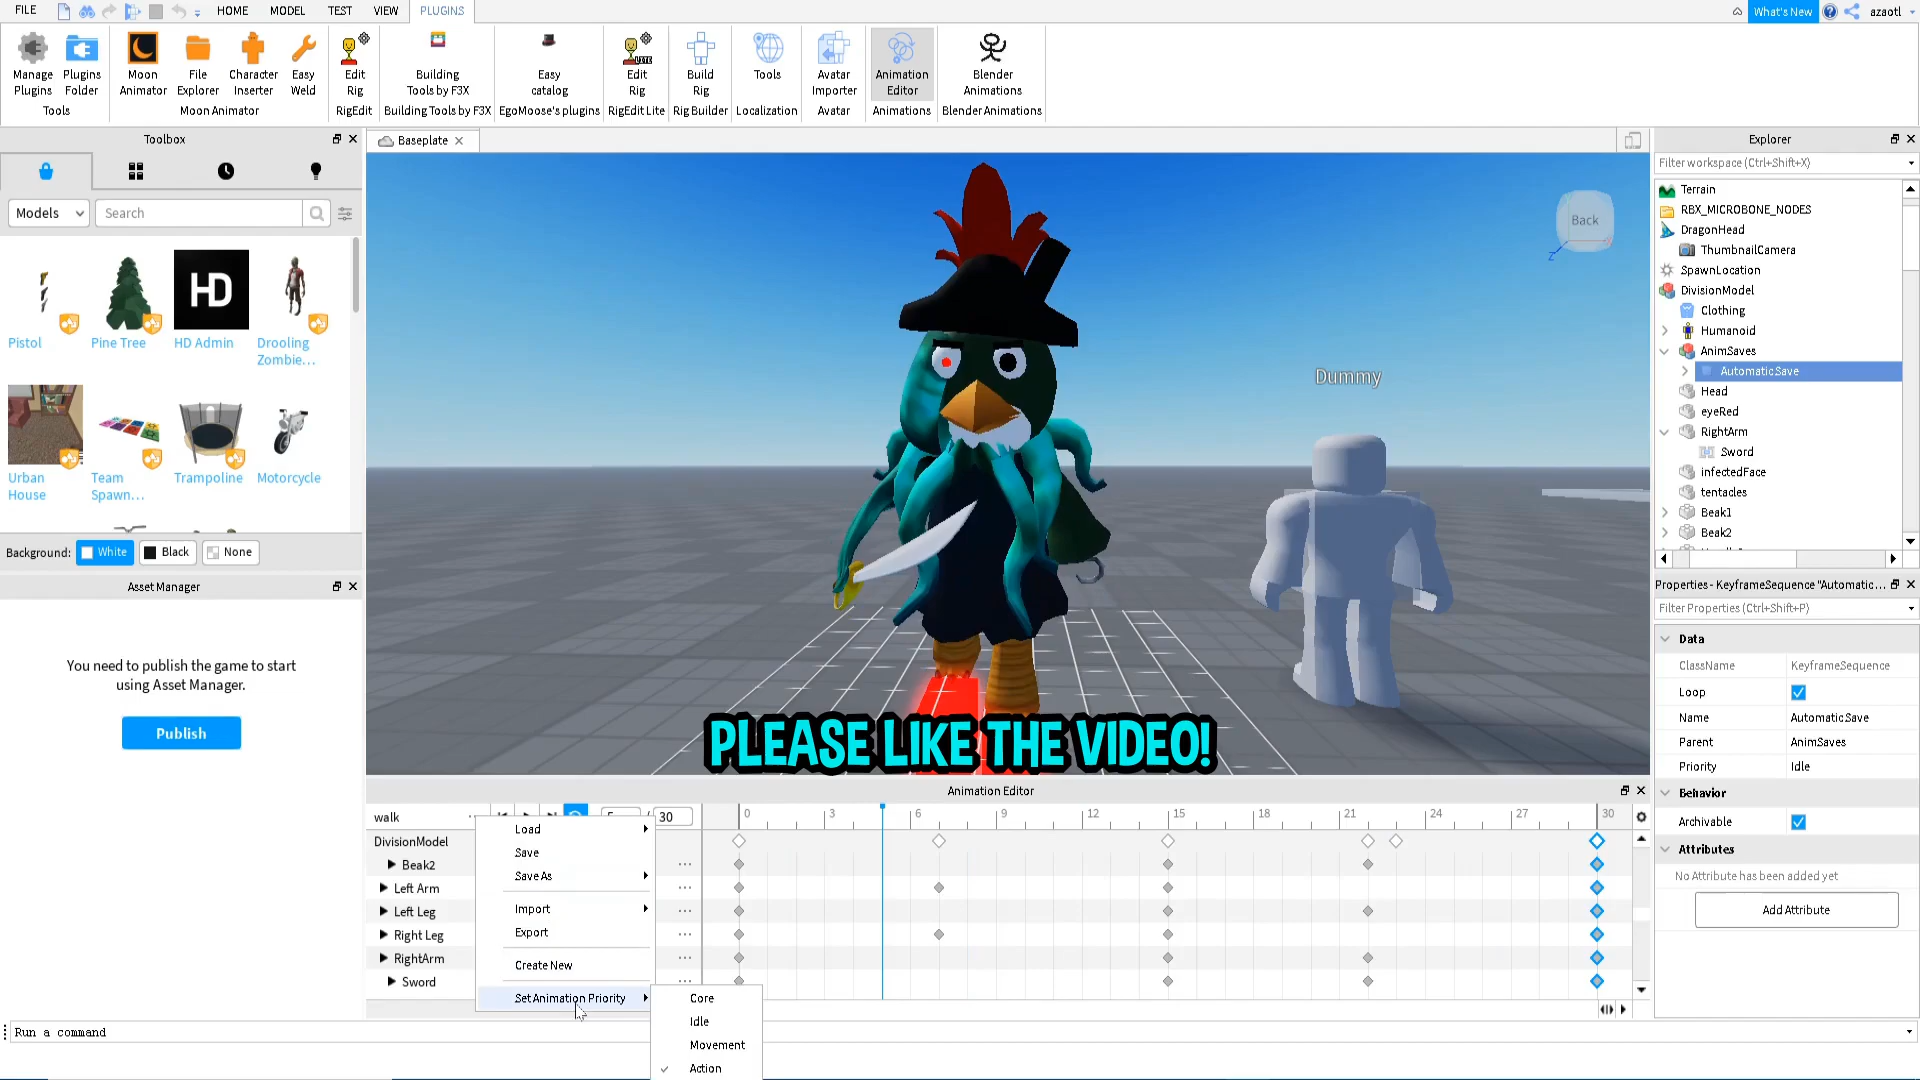 FILE HOME MODEL TEST VIEW PLUGINS What's New azaotl
Manage Plugins
Plugins Folder
Tools
Moon Animator
File Explorer
Character Inserter
Easy Weld
Moon Animator
Edit Rig
RigEdit
Building Tools by F3X
Building Tools by F3X
Easy catalog
EgoMoose's plugins
LITE
Edit Rig
RigEdit Lite
Build Rig
Rig Builder
Tools
Localization
Avatar Importer
Avatar
Animation Editor
Animations
Blender Animations
Blender Animations
Toolbox
Models Search
Pistol
Pine Tree
HD
HD Admin
Drooling Zombie...
Urban House
Team Spawn...
Trampoline
Motorcycle
Background: White Black None
Asset Manager
You need to publish the game to start
using Asset Manager.
Publish
Baseplate
Back
Z
Dummy
PLEASE LIKE THE VIDEO!
Animation Editor
walk 30
0 3 6 9 12 15 18 21 24 27 30
DivisionModel
Beak2
Left Arm
Left Leg
Right Leg
RightArm
Sword
Load
Save
Save As
Import
Export
Create New
Set Animation Priority
Core
Idle
Movement
Action
Run a command
Explorer
Filter workspace (Ctrl+Shift+X)
Terrain
RBX_MICROBONE_NODES
DragonHead
ThumbnailCamera
SpawnLocation
DivisionModel
Clothing
Humanoid
AnimSaves
Automatic Save
Head
eyeRed
RightArm
Sword
infectedFace
tentacles
Beak1
Beak2
Properties - KeyframeSequence "Automatic...
Filter Properties (Ctrl+Shift+P)
Data
ClassName KeyframeSequence
Loop
Name Automatic Save
Parent AnimSaves
Priority Idle
Behavior
Archivable
Attributes
No Attribute has been added yet
Add Attribute